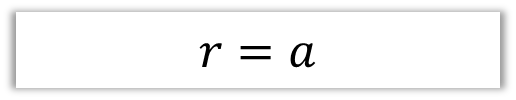 r = a